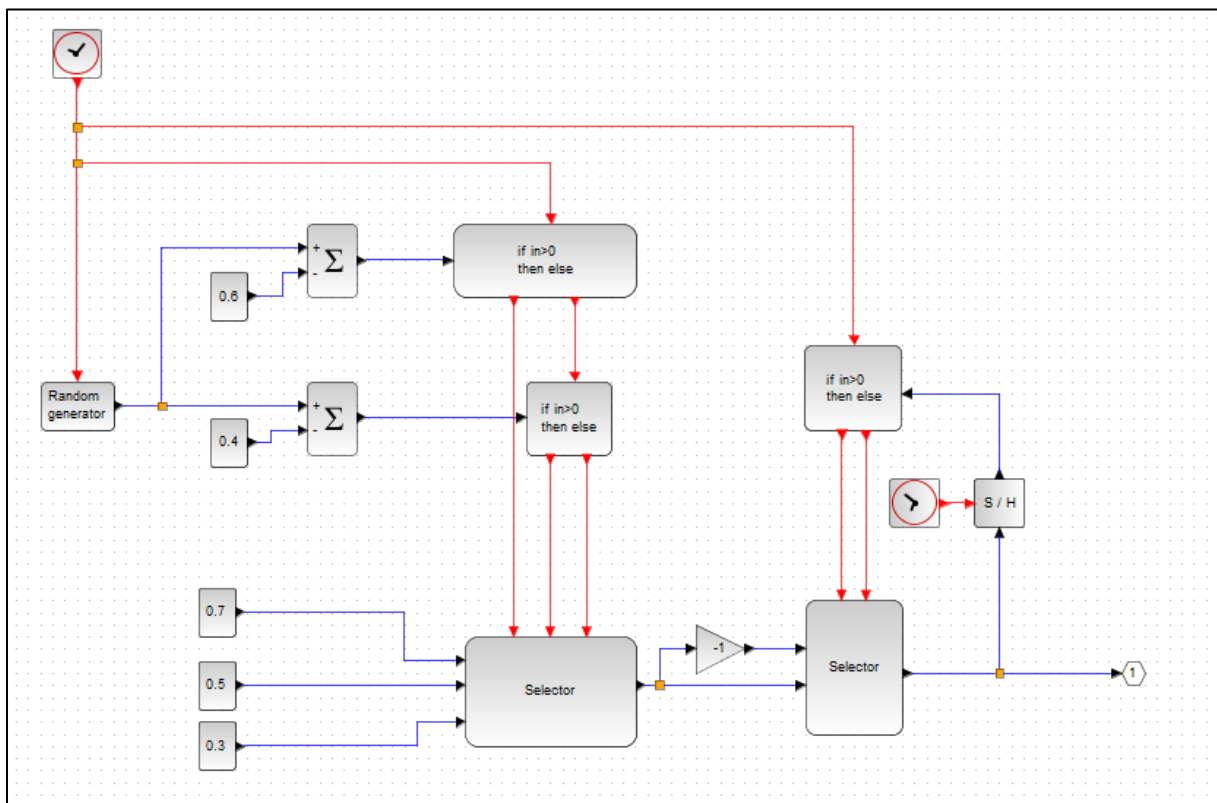 if in>0
then else
+
-
Σ
0.6
if in>0
then else
Random
generator
+
-
Σ
if in>0
then else
0.4
S / H
0.7
-1
Selector
0.5
Selector
1
0.3